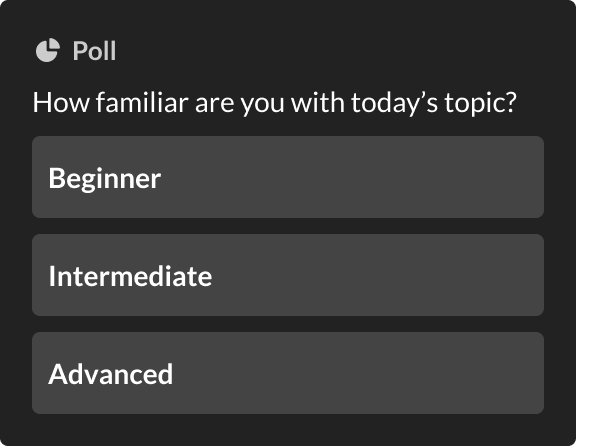 Poll
How familiar are you with today’s topic?
Beginner
Intermediate
Advanced